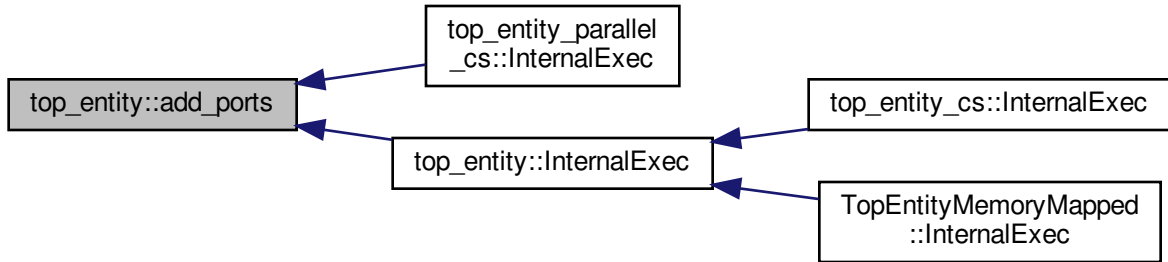 top_entity_parallel
_cs::InternalExec
top_entity::add_ports
top_entity_cs::InternalExec
top_entity::InternalExec
TopEntityMemoryMapped
::InternalExec